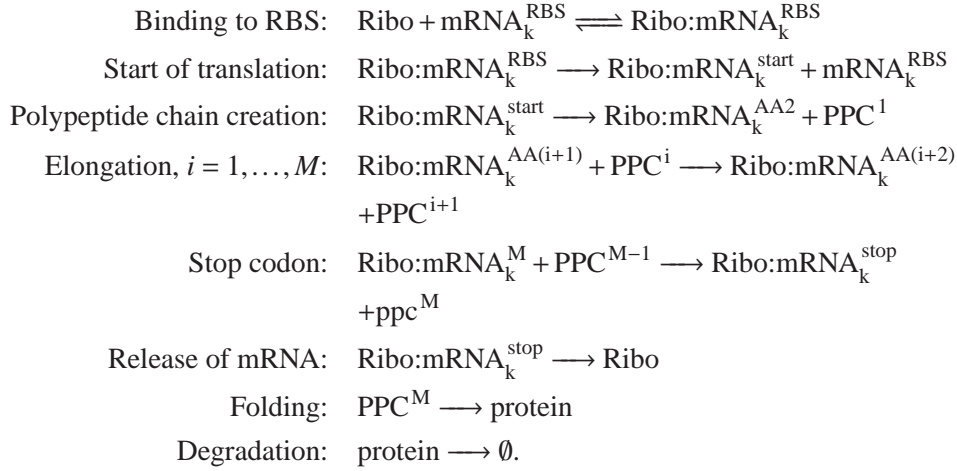 Binding to RBS: Ribo + mRNA_k^RBS ⇌ Ribo:mRNA_k^RBS
Start of translation: Ribo:mRNA_k^RBS ⟶ Ribo:mRNA_k^start + mRNA_k^RBS
Polypeptide chain creation: Ribo:mRNA_k^start ⟶ Ribo:mRNA_k^AA2 + PPC^1
Elongation, i = 1,...,M: Ribo:mRNA_k^AA(i+1) + PPC^i ⟶ Ribo:mRNA_k^AA(i+2)
+PPC^i+1
Stop codon: Ribo:mRNA_k^M + PPC^M−1 ⟶ Ribo:mRNA_k^stop
+ppc^M
Release of mRNA: Ribo:mRNA_k^stop ⟶ Ribo
Folding: PPC^M ⟶ protein
Degradation: protein ⟶ ∅.